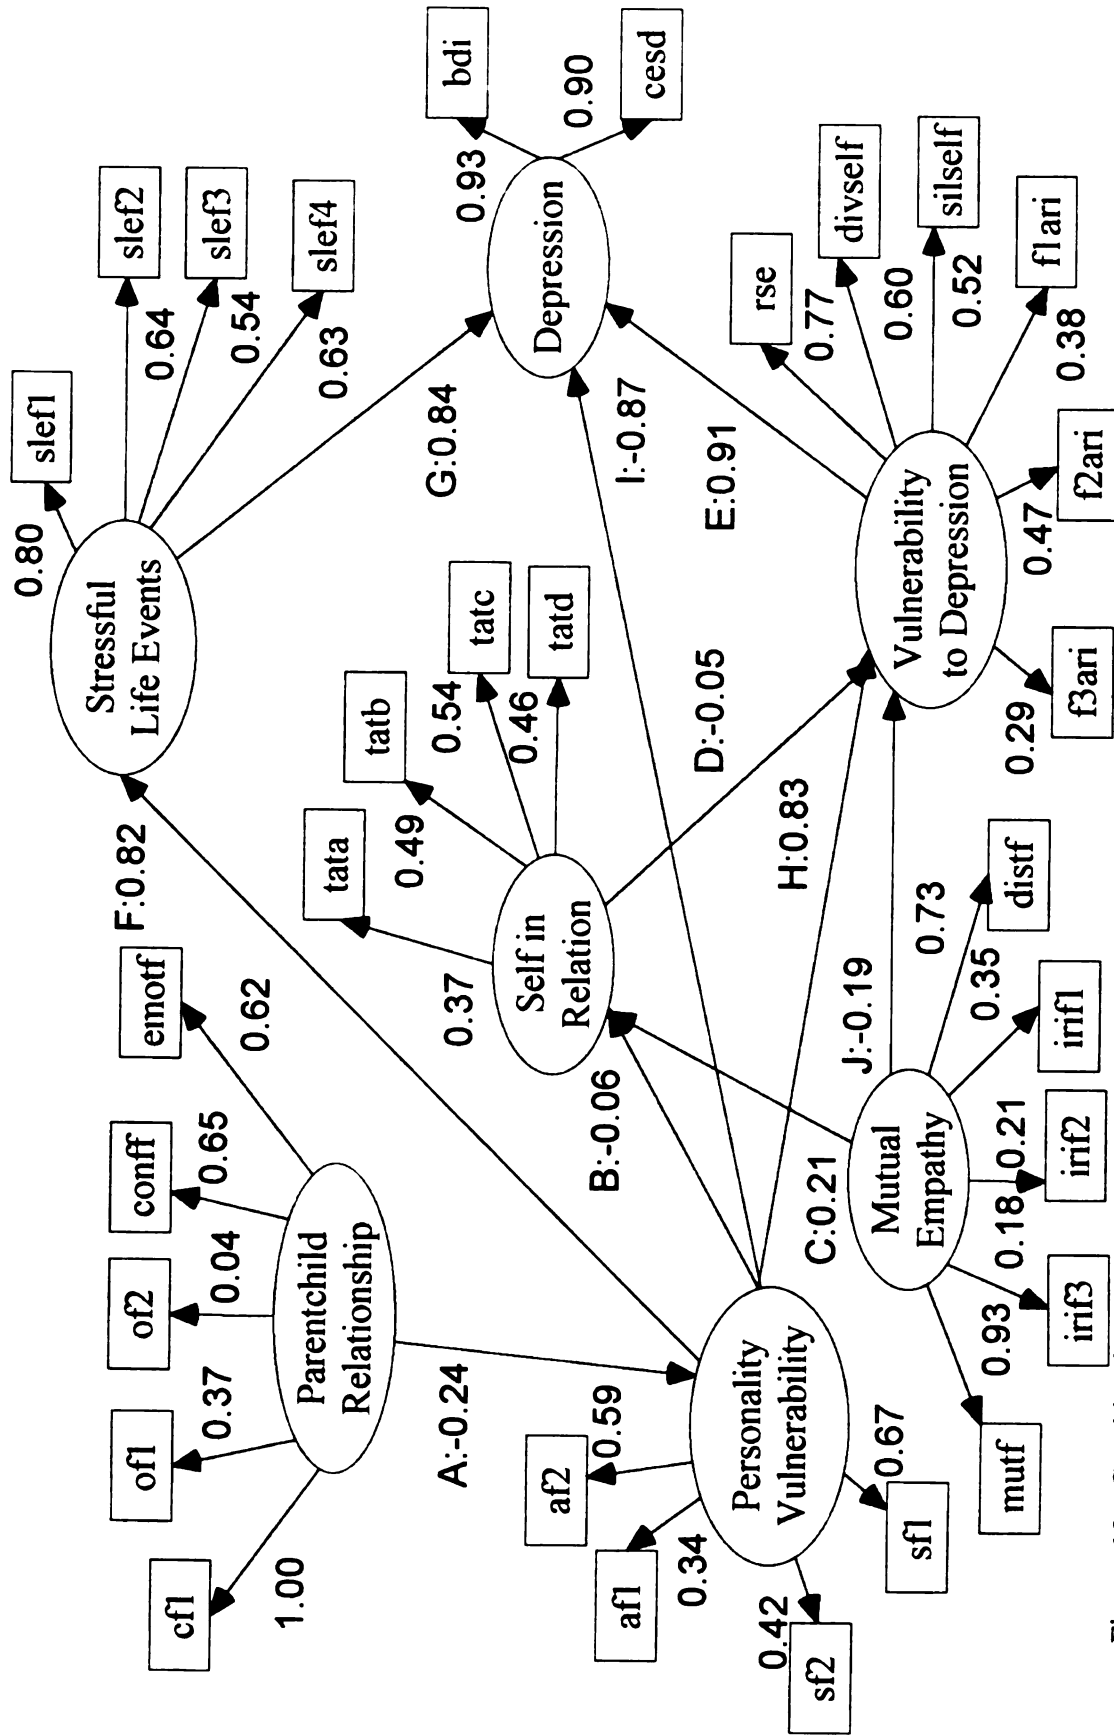 cf1
of1
of2
conff
emotf
1.00
0.37
0.04
0.65
0.62
Parentchild
Relationship
F:0.82
Stressful
Life Events
0.80
slef1
slef2
0.64
slef3
0.54
slef4
0.63
A:-0.24
tata
0.37
tatb
0.49
tatc
0.54
tatd
0.46
Self in
Relation
B:-0.06
G:0.84
Depression
0.93
bdi
0.90
cesd
I:-0.87
af2
0.59
af1
0.34
sf2
0.42
sf1
0.67
Personality
Vulnerability
C:0.21
D:-0.05
H:0.83
E:0.91
J:-0.19
Mutual
Empathy
0.73
distf
0.35
irif1
0.21
irif2
0.18
irif3
0.93
mutf
Vulnerability
to Depression
rse
0.77
divself
0.60
silself
0.52
f1ari
0.38
f2ari
0.47
f3ari
0.29